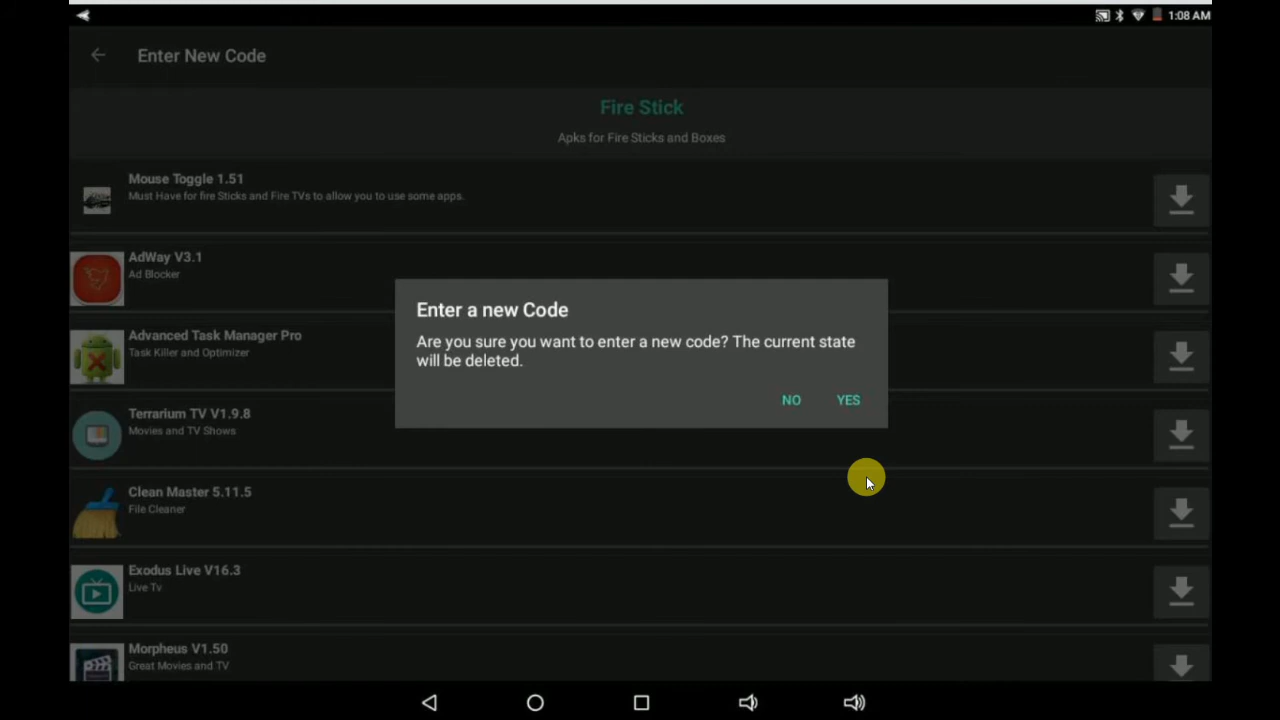 1:08 AM
Enter New Code
Fire Stick
Apks for Fire Sticks and Boxes
Mouse Toggle 1.51
Must Have for fire Sticks and Fire TVs to allow you to use some apps.
AdWay V3.1
Ad Blocker
Enter a new Code
Are you sure you want to enter a new code? The current state
will be deleted.
NO YES
Advanced Task Manager Pro
Task Killer and Optimizer
Terrarium TV V1.9.8
Movies and TV Shows
Clean Master 5.11.5
File Cleaner
Exodus Live V16.3
Live Tv
Morpheus V1.50
Great Movies and TV